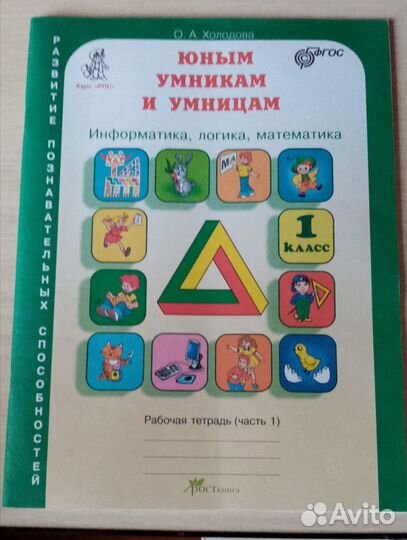 О. А. Холодова
Курс «РПС»
ФГОС
ЮНЫМ
УМНИКАМ
И УМНИЦАМ
Информатика, логика, математика
РАЗВИТИЕ ПОЗНАВАТЕЛЬНЫХ СПОСОБНОСТЕЙ
1
КЛАСС
Рабочая тетрадь (часть 1)
РОСТкнига
Avito